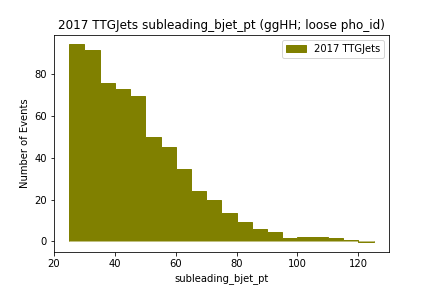 2017 TTGJets subleading_bjet_pt (ggHH; loose pho_id)
2017 TTGJets
Number of Events
80
60
40
20
0
20 40 60 80 100 120
subleading_bjet_pt